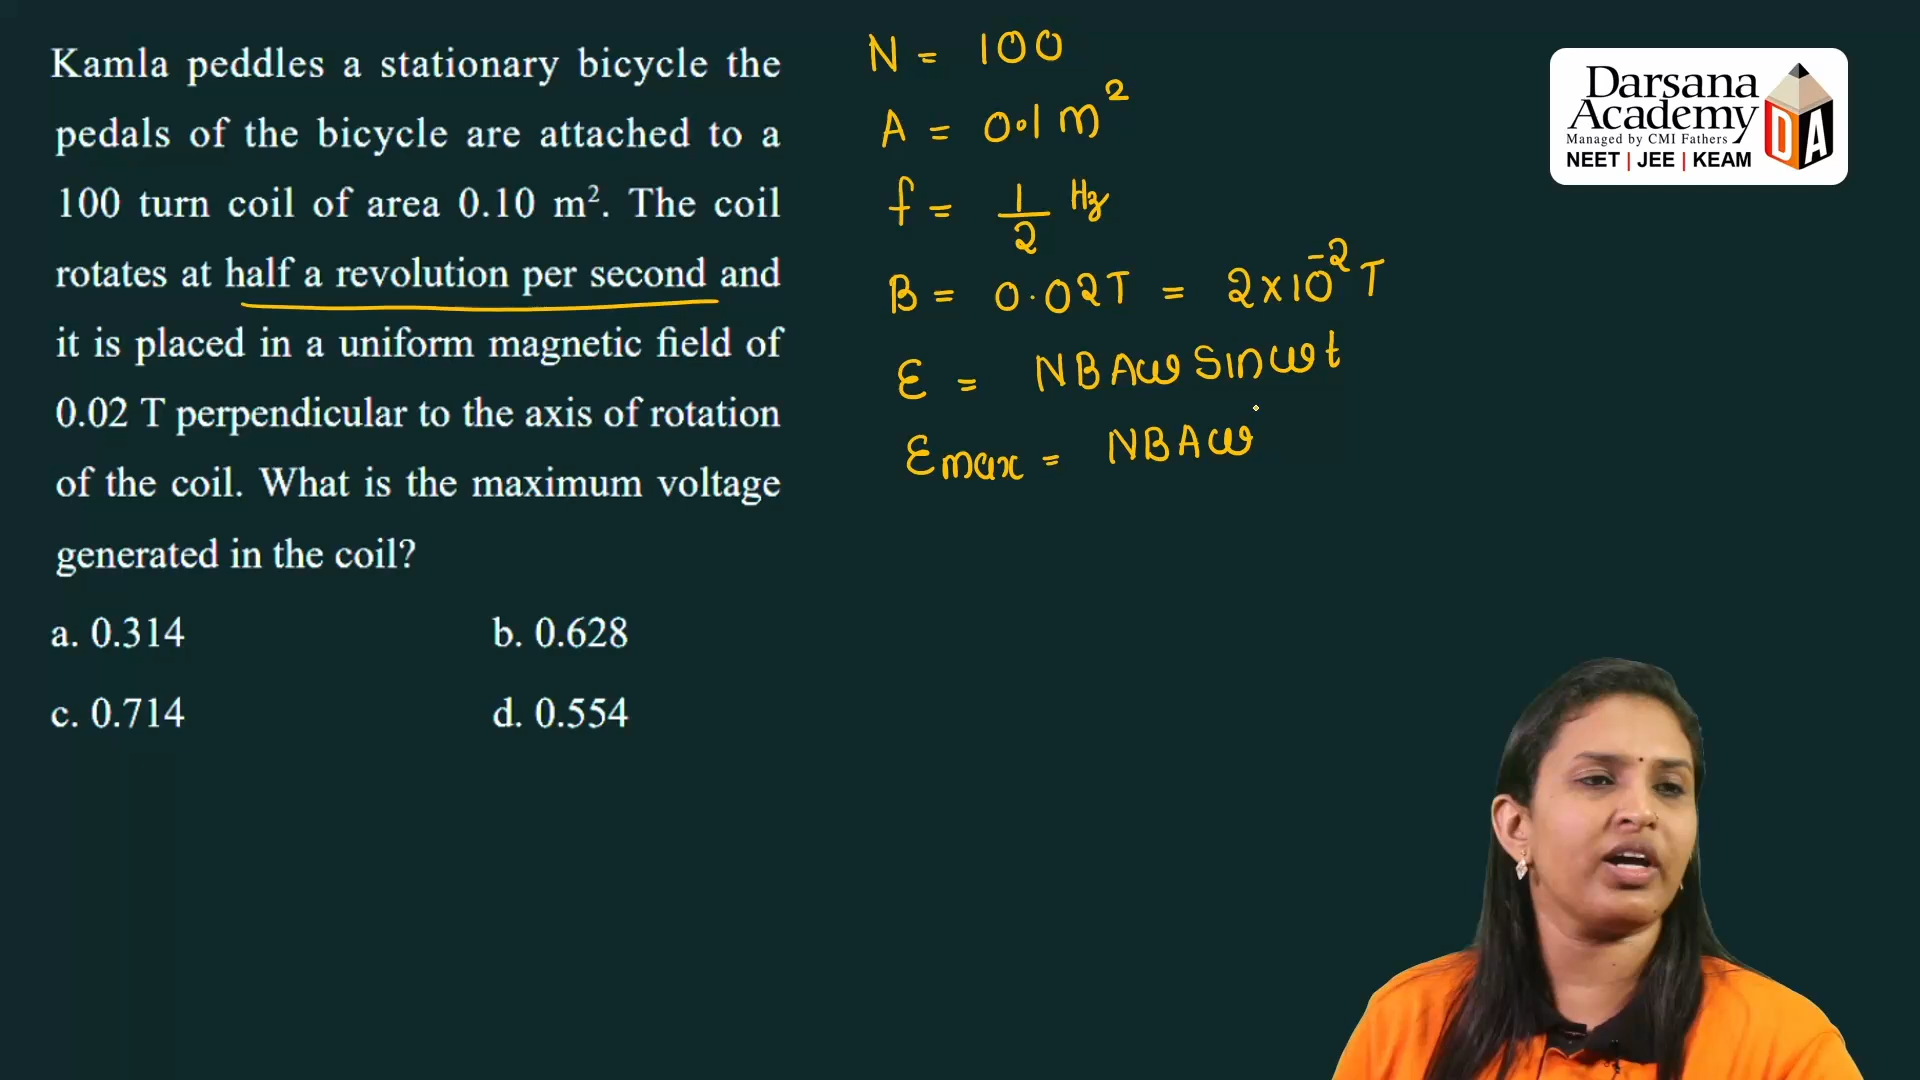 Kamla peddles a stationary bicycle the
pedals of the bicycle are attached to a
100 turn coil of area 0.10 m². The coil
rotates at half a revolution per second and
it is placed in a uniform magnetic field of
0.02 T perpendicular to the axis of rotation
of the coil. What is the maximum voltage
generated in the coil?
a. 0.314
b. 0.628
c. 0.714
d. 0.554
N = 100
A = 0.1 m²
f = 1/2 Hz
B = 0.02T = 2×10⁻² T
ε = NBAω Sin ωt
εmax = NBAω
Darsana
Academy
Managed by CMI Fathers
NEET | JEE | KEAM
DA